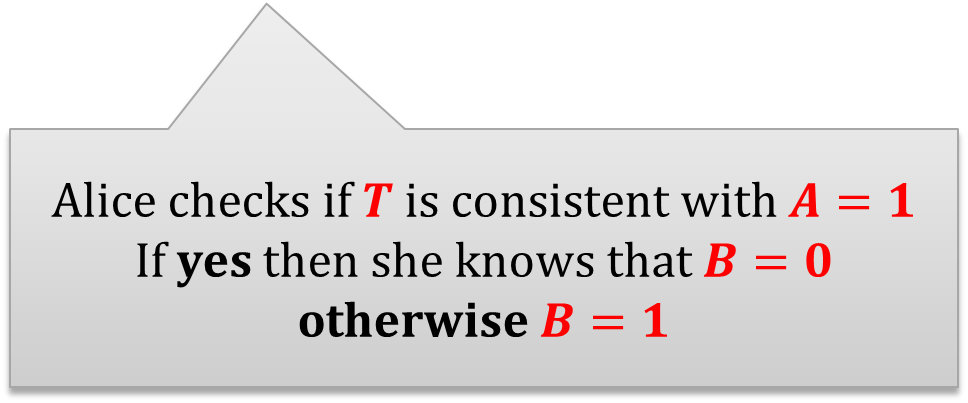 Alice checks if T is consistent with A = 1
If yes then she knows that B = 0
otherwise B = 1